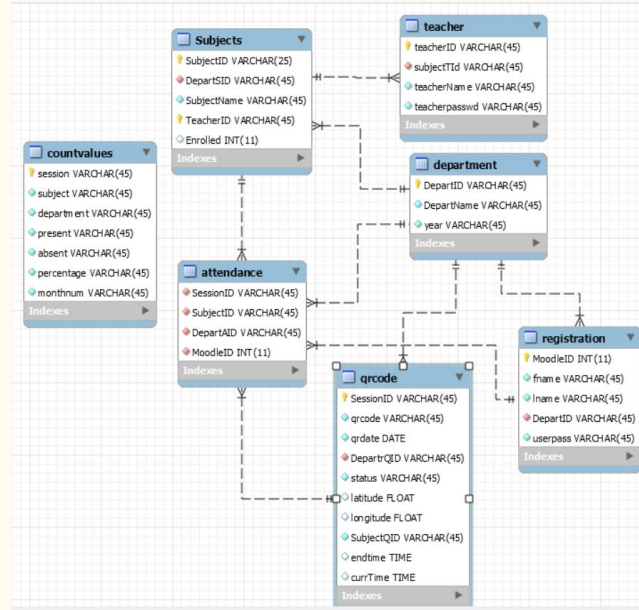 Subjects
SubjectID VARCHAR(25)
DepartSID VARCHAR(45)
SubjectName VARCHAR(45)
TeacherID VARCHAR(45)
Enrolled INT(11)
Indexes
teacher
teacherID VARCHAR(45)
subjectTId VARCHAR(45)
teacherName VARCHAR(45)
teacherpasswd VARCHAR(45)
Indexes
countvalues
session VARCHAR(45)
subject VARCHAR(45)
department VARCHAR(45)
present VARCHAR(45)
absent VARCHAR(45)
percentage VARCHAR(45)
monthnum VARCHAR(45)
Indexes
department
DepartID VARCHAR(45)
DepartName VARCHAR(45)
year VARCHAR(45)
Indexes
attendance
SessionID VARCHAR(45)
SubjectID VARCHAR(45)
DepartAID VARCHAR(45)
MoodleID INT(11)
Indexes
registration
MoodleID INT(11)
fname VARCHAR(45)
lname VARCHAR(45)
DepartID VARCHAR(45)
userpass VARCHAR(45)
Indexes
qrcode
SessionID VARCHAR(45)
qrcode VARCHAR(45)
qrdate DATE
DepartrQID VARCHAR(45)
status VARCHAR(45)
latitude FLOAT
longitude FLOAT
SubjectQID VARCHAR(45)
endtime TIME
currTime TIME
Indexes